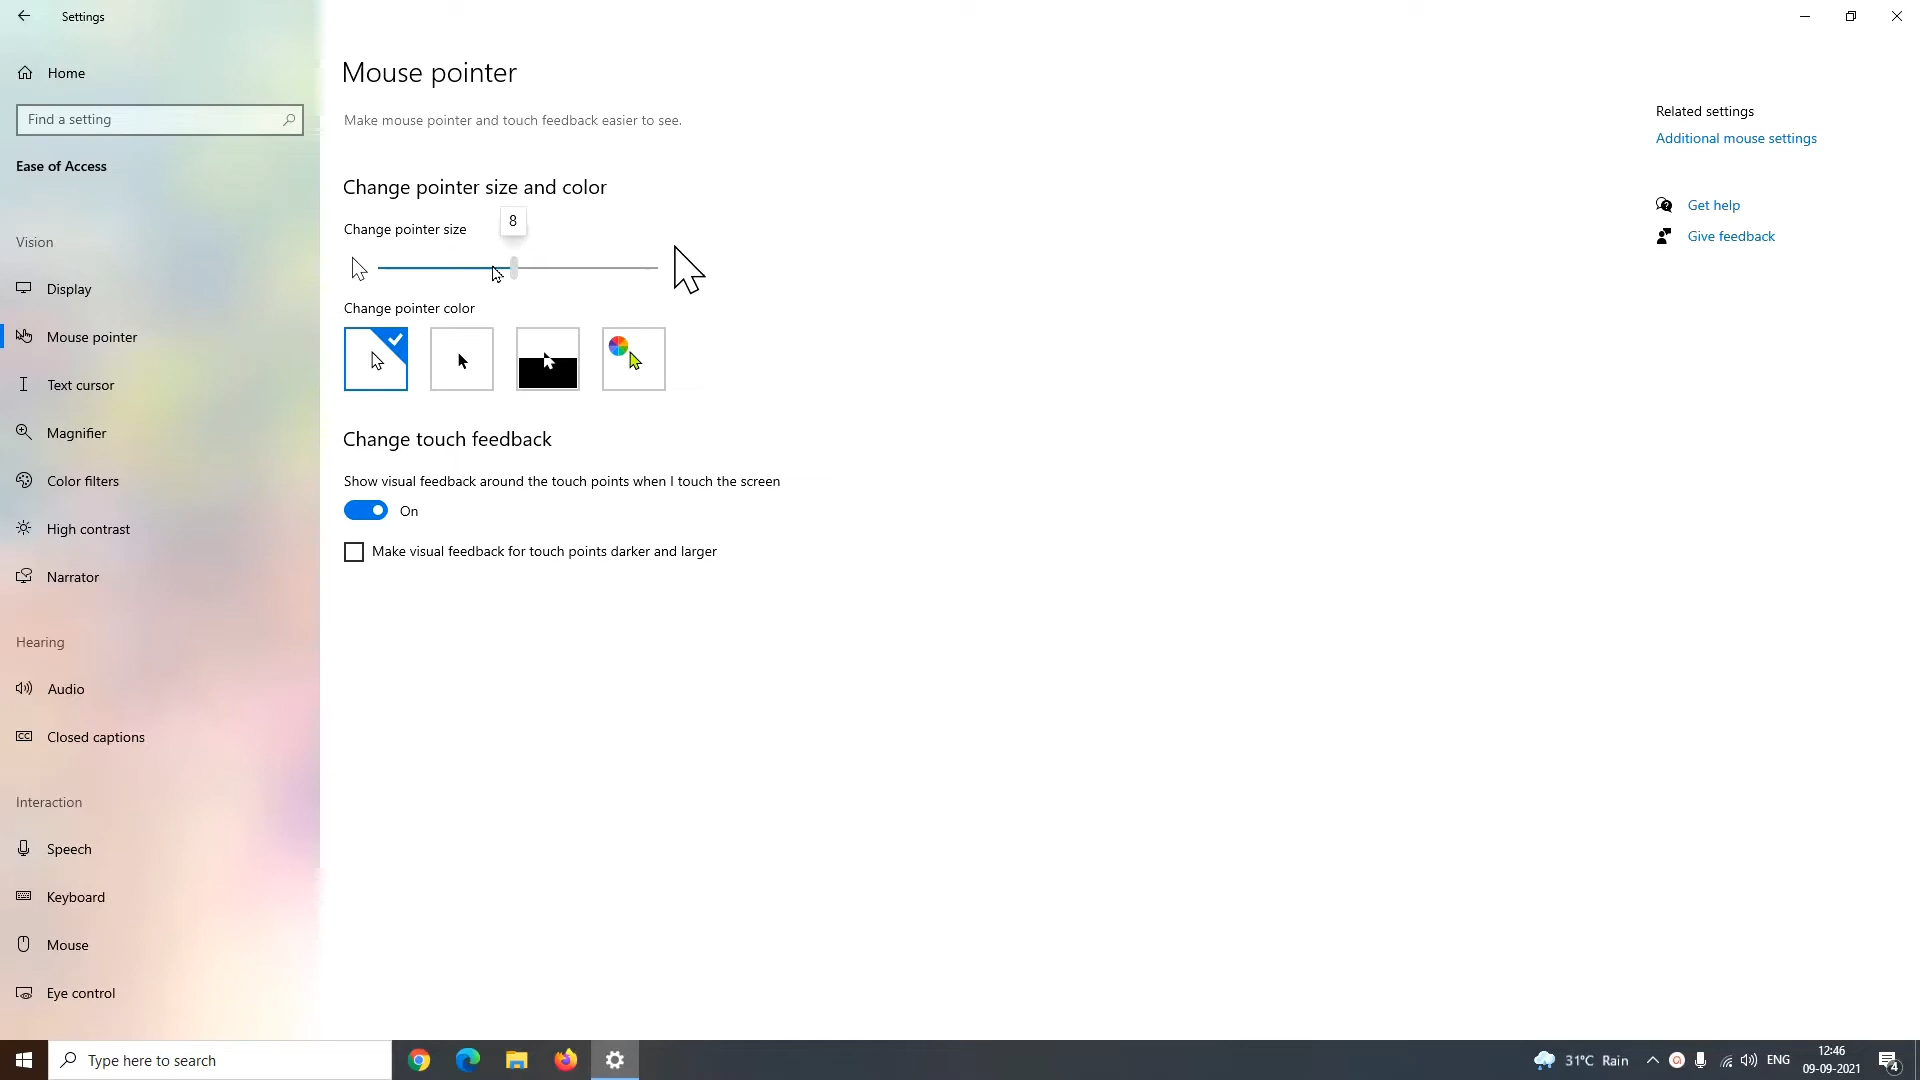 Settings
Home
Find a setting
Ease of Access
Vision
Display
Mouse pointer
Text cursor
Magnifier
Color filters
High contrast
Narrator
Hearing
Audio
Closed captions
Interaction
Speech
Keyboard
Mouse
Eye control
Mouse pointer
Make mouse pointer and touch feedback easier to see.
Change pointer size and color
Change pointer size
8
Change pointer color
Change touch feedback
Show visual feedback around the touch points when I touch the screen
On
Make visual feedback for touch points darker and larger
Related settings
Additional mouse settings
Get help
Give feedback
Type here to search
31°C Rain
ENG
12:46
09-09-2021
4